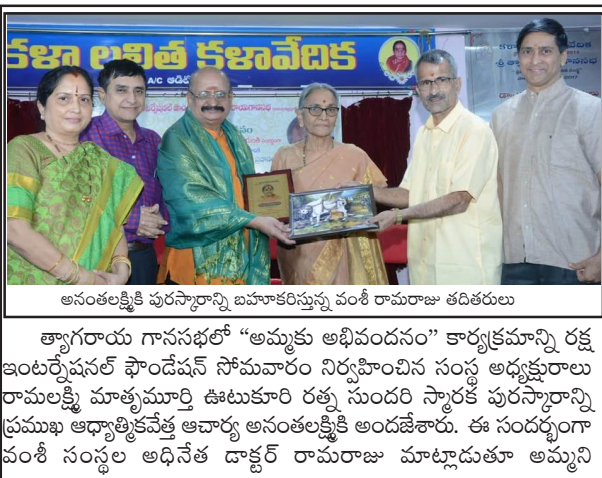 కళా లలిత కళావేదిక
అనంతలక్ష్మికి పురస్కారాన్ని బహూకరిస్తున్న వంశీ రామరాజు తదితరులు
త్యాగరాయ గానసభలో “అమ్మకు అభివందనం” కార్యక్రమాన్ని రక్ష
ఇంటర్నేషనల్ ఫౌండేషన్ సోమవారం నిర్వహించిన సంస్థ అధ్యక్షురాలు
రామలక్ష్మి మాతృమూర్తి ఊటుకూరి రత్న సుందరి స్మారక పురస్కారాన్ని
ప్రముఖ ఆధ్యాత్మికవేత్త ఆచార్య అనంతలక్ష్మికి అందజేశారు. ఈ సందర్భంగా
వంశీ సంస్థల అధినేత డాక్టర్ రామరాజు మాట్లాడుతూ అమ్మని